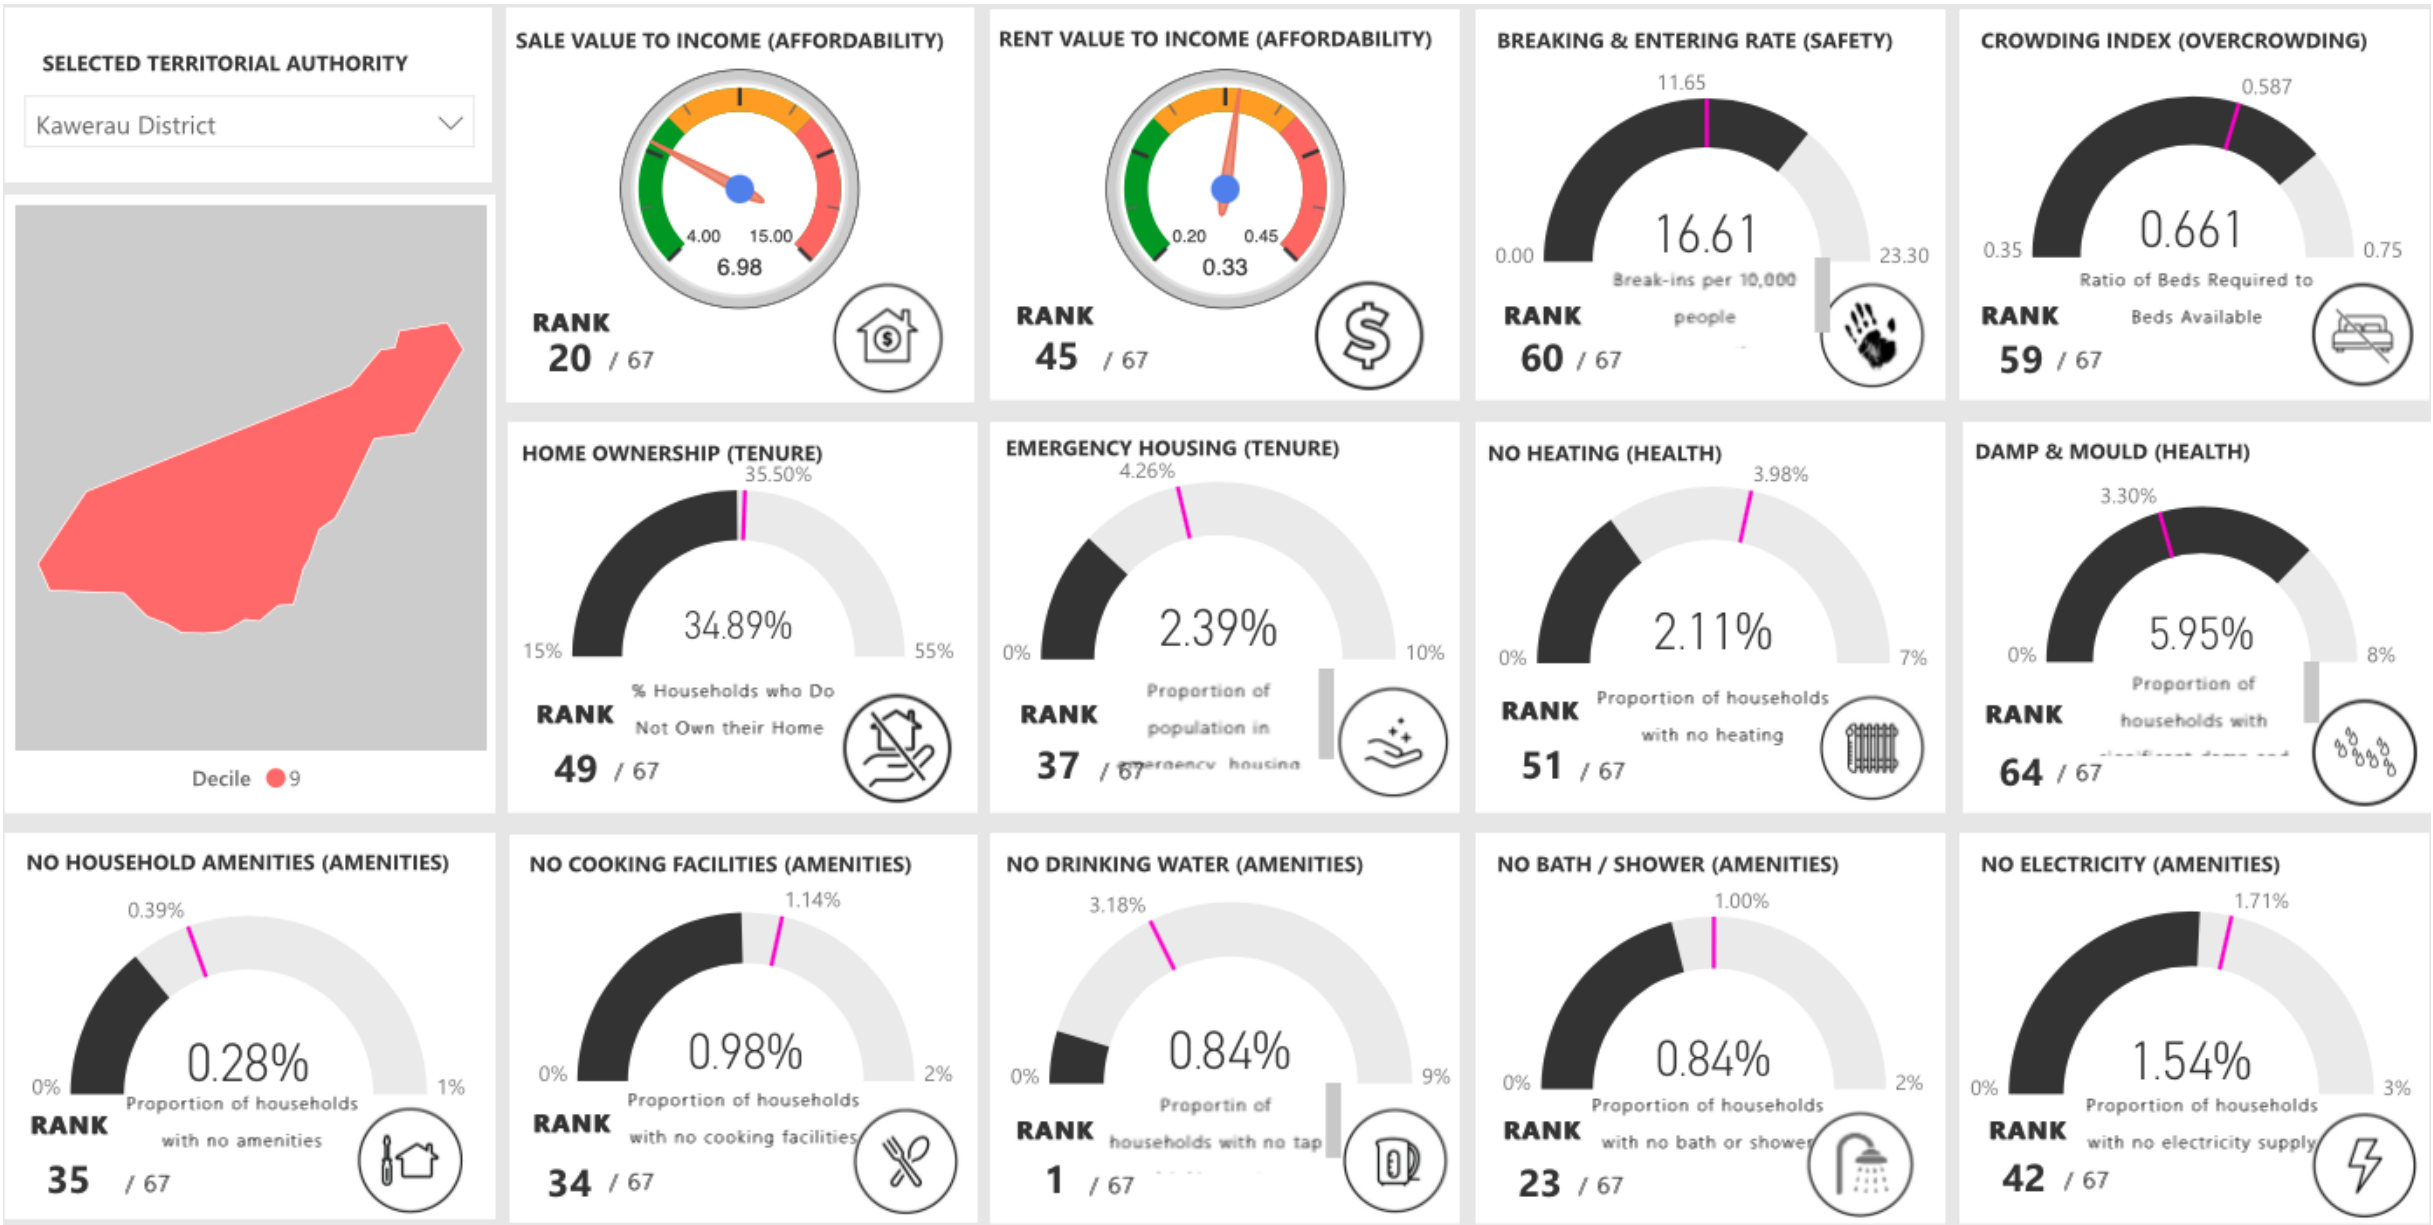 SELECTED TERRITORIAL AUTHORITY
Kawerau District
Decile 9
SALE VALUE TO INCOME (AFFORDABILITY)
4.00 15.00
6.98
RANK
20 / 67
RENT VALUE TO INCOME (AFFORDABILITY)
0.20 0.45
0.33
RANK
45 / 67
BREAKING & ENTERING RATE (SAFETY)
11.65
16.61
0.00 23.30
Break-ins per 10,000
people
RANK
60 / 67
CROWDING INDEX (OVERCROWDING)
0.587
0.661
0.35 0.75
Ratio of Beds Required to
Beds Available
RANK
59 / 67
HOME OWNERSHIP (TENURE)
35.50%
34.89%
15% 55%
% Households who Do
Not Own their Home
RANK
49 / 67
EMERGENCY HOUSING (TENURE)
4.26%
2.39%
0% 10%
Proportion of
population in
emergency housing
RANK
37 / 67
NO HEATING (HEALTH)
3.98%
2.11%
0% 7%
Proportion of households
with no heating
RANK
51 / 67
DAMP & MOULD (HEALTH)
3.30%
5.95%
0% 8%
Proportion of
households with
RANK
64 / 67
NO HOUSEHOLD AMENITIES (AMENITIES)
0.39%
0.28%
0% 1%
Proportion of households
with no amenities
RANK
35 / 67
NO COOKING FACILITIES (AMENITIES)
1.14%
0.98%
0% 2%
Proportion of households
with no cooking facilities
RANK
34 / 67
NO DRINKING WATER (AMENITIES)
3.18%
0.84%
0% 9%
Proportin of
households with no tap
RANK
1 / 67
NO BATH / SHOWER (AMENITIES)
1.00%
0.84%
0% 2%
Proportion of households
with no bath or shower
RANK
23 / 67
NO ELECTRICITY (AMENITIES)
1.71%
1.54%
0% 3%
Proportion of households
with no electricity supply
RANK
42 / 67